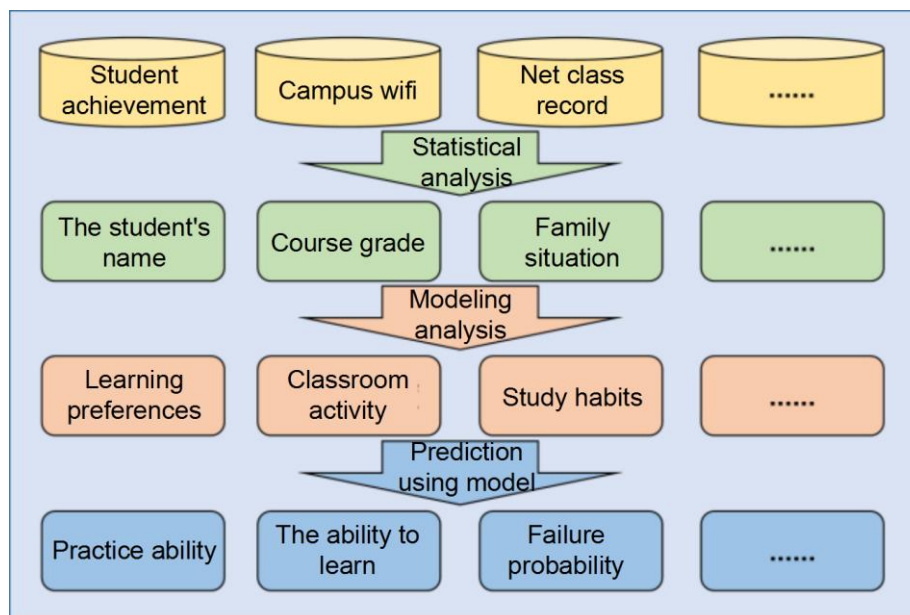 Student
achievement
Campus wifi
Net class
record
......
Statistical
analysis
The student's
name
Course grade
Family
situation
......
Modeling
analysis
Learning
preferences
Classroom
activity
Study habits
......
Prediction
using model
Practice ability
The ability to
learn
Failure
probability
......